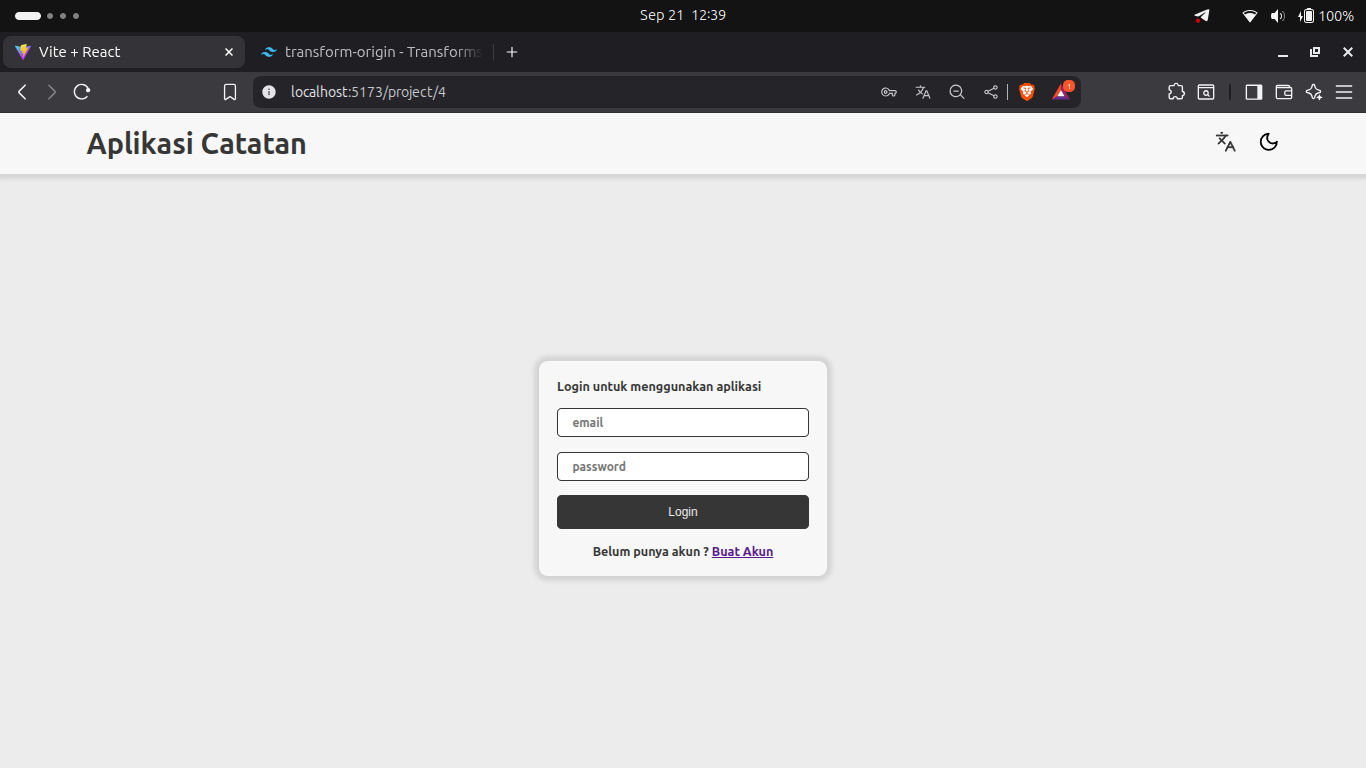 Sep 21 12:39
100%
Vite + React
transform-origin - Transforms
localhost:5173/project/4
1
Aplikasi Catatan
Login untuk menggunakan aplikasi
email
password
Login
Belum punya akun ? Buat Akun